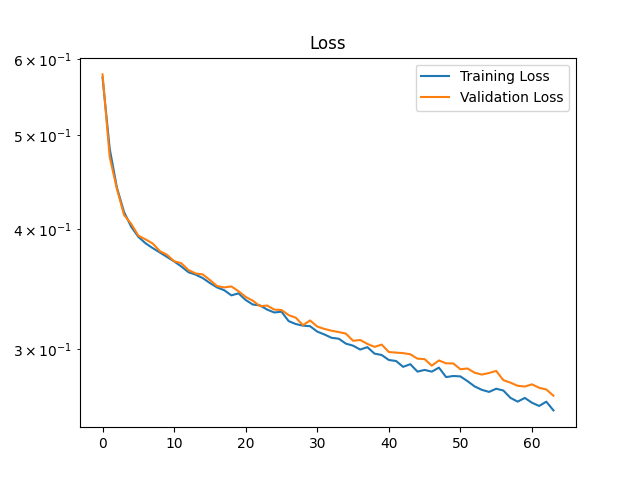 Loss
6 × 10⁻¹
5 × 10⁻¹
4 × 10⁻¹
3 × 10⁻¹
Training Loss
Validation Loss
0 10 20 30 40 50 60